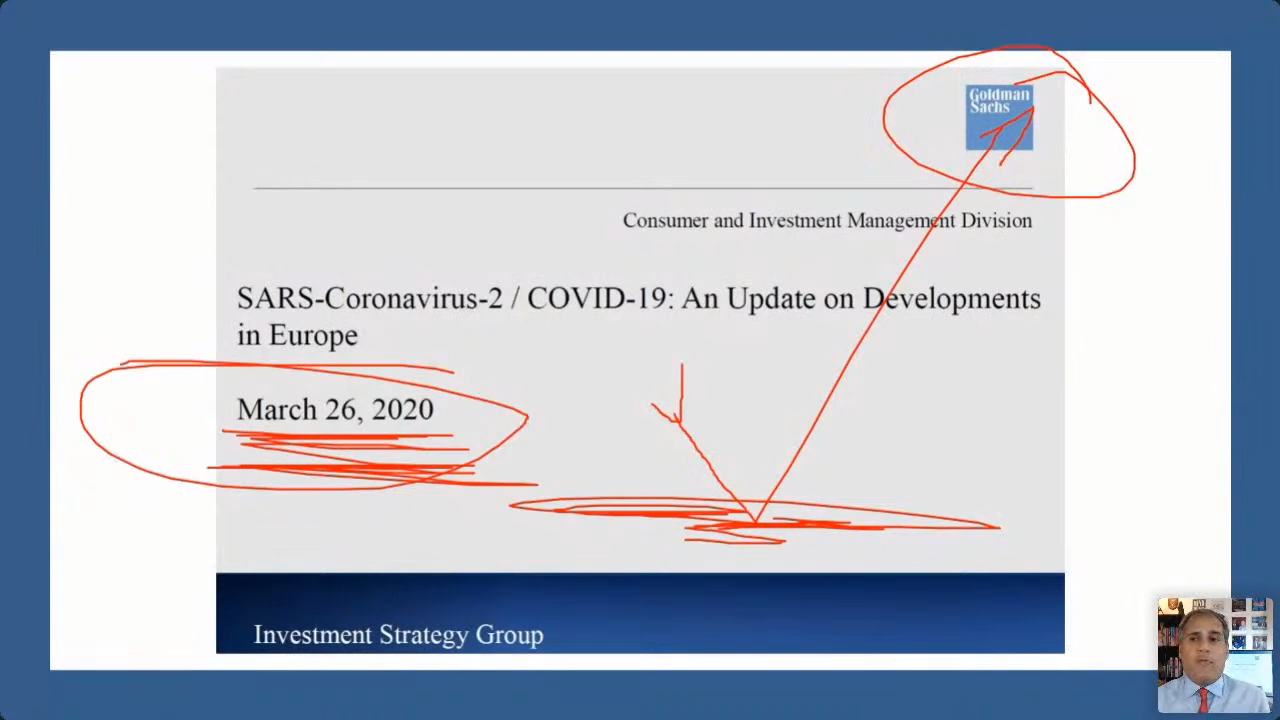 Goldman
Sachs
Consumer and Investment Management Division
SARS-Coronavirus-2 / COVID-19: An Update on Developments
in Europe
March 26, 2020
Investment Strategy Group